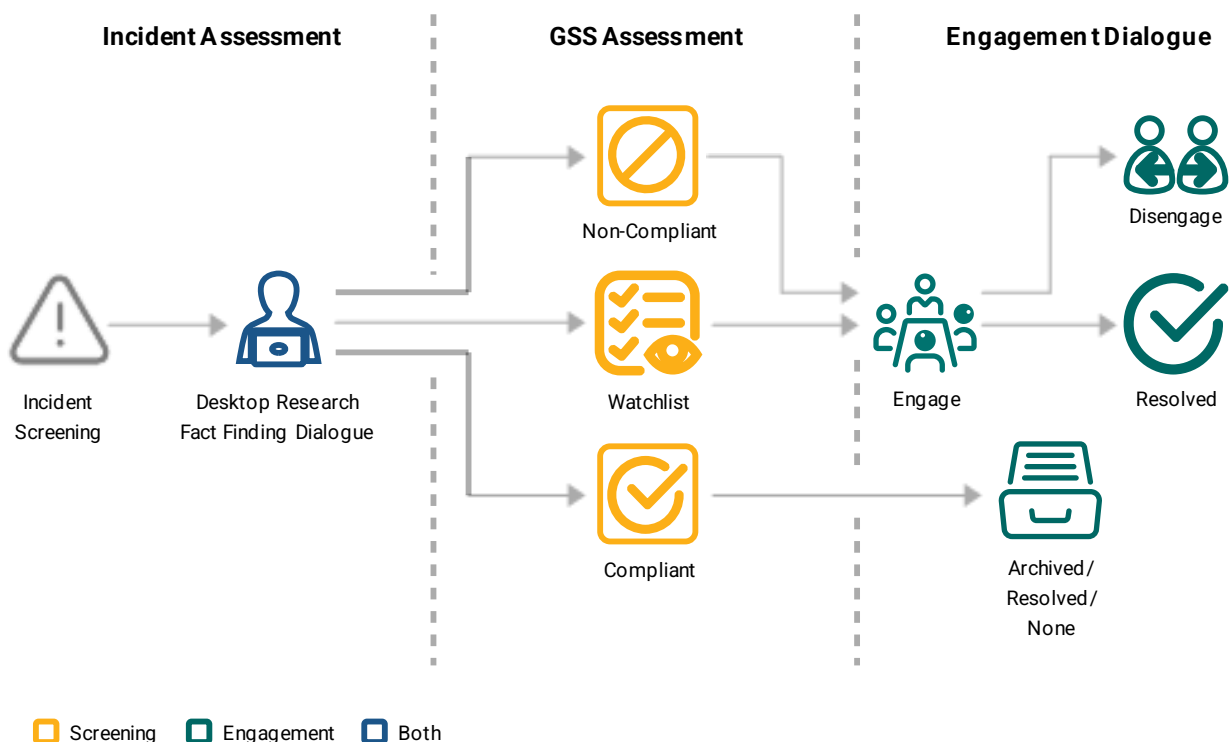 Incident Assessment
GSS Assessment
Engagement Dialogue
Non-Compliant
Disengage
Incident
Screening
Desktop Research
Fact Finding Dialogue
Watchlist
Engage
Resolved
Compliant
Archived/
Resolved/
None
Screening
Engagement
Both